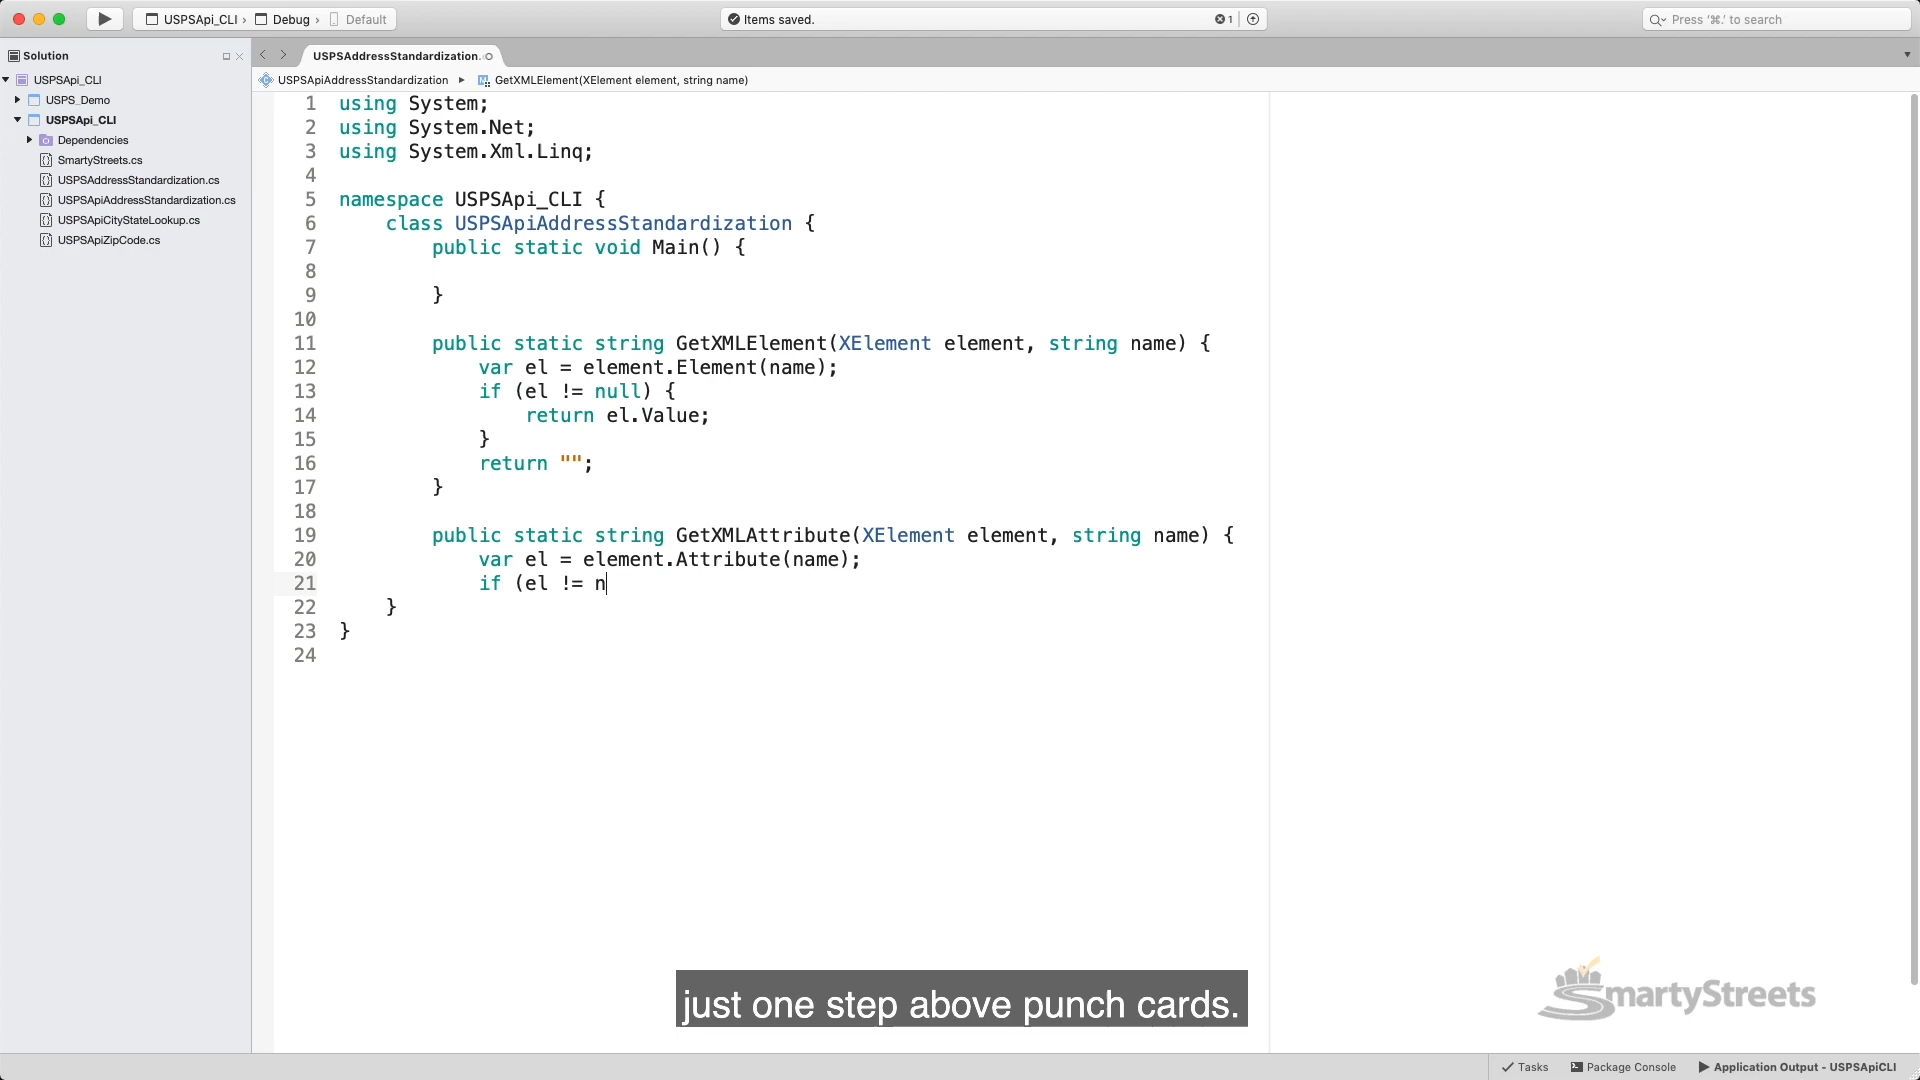 USPSApi_CLI › Debug › Default
Items saved.
1
Press '⌘.' to search
Solution
USPSAddressStandardization.
USPSApi_CLI
USPS_Demo
USPSApi_CLI
Dependencies
SmartyStreets.cs
USPSAddressStandardization.cs
USPSApiAddressStandardization.cs
USPSApiCityStateLookup.cs
USPSApiZipCode.cs
USPSApiAddressStandardization ▸ GetXMLElement(XElement element, string name)
1 using System;
2 using System.Net;
3 using System.Xml.Linq;
4
5 namespace USPSApi_CLI {
6 class USPSApiAddressStandardization {
7 public static void Main() {
8
9 }
10
11 public static string GetXMLElement(XElement element, string name) {
12 var el = element.Element(name);
13 if (el != null) {
14 return el.Value;
15 }
16 return "";
17 }
18
19 public static string GetXMLAttribute(XElement element, string name) {
20 var el = element.Attribute(name);
21 if (el != n
22 }
23 }
24
just one step above punch cards.
SmartyStreets
Tasks
Package Console
Application Output - USPSApiCLI